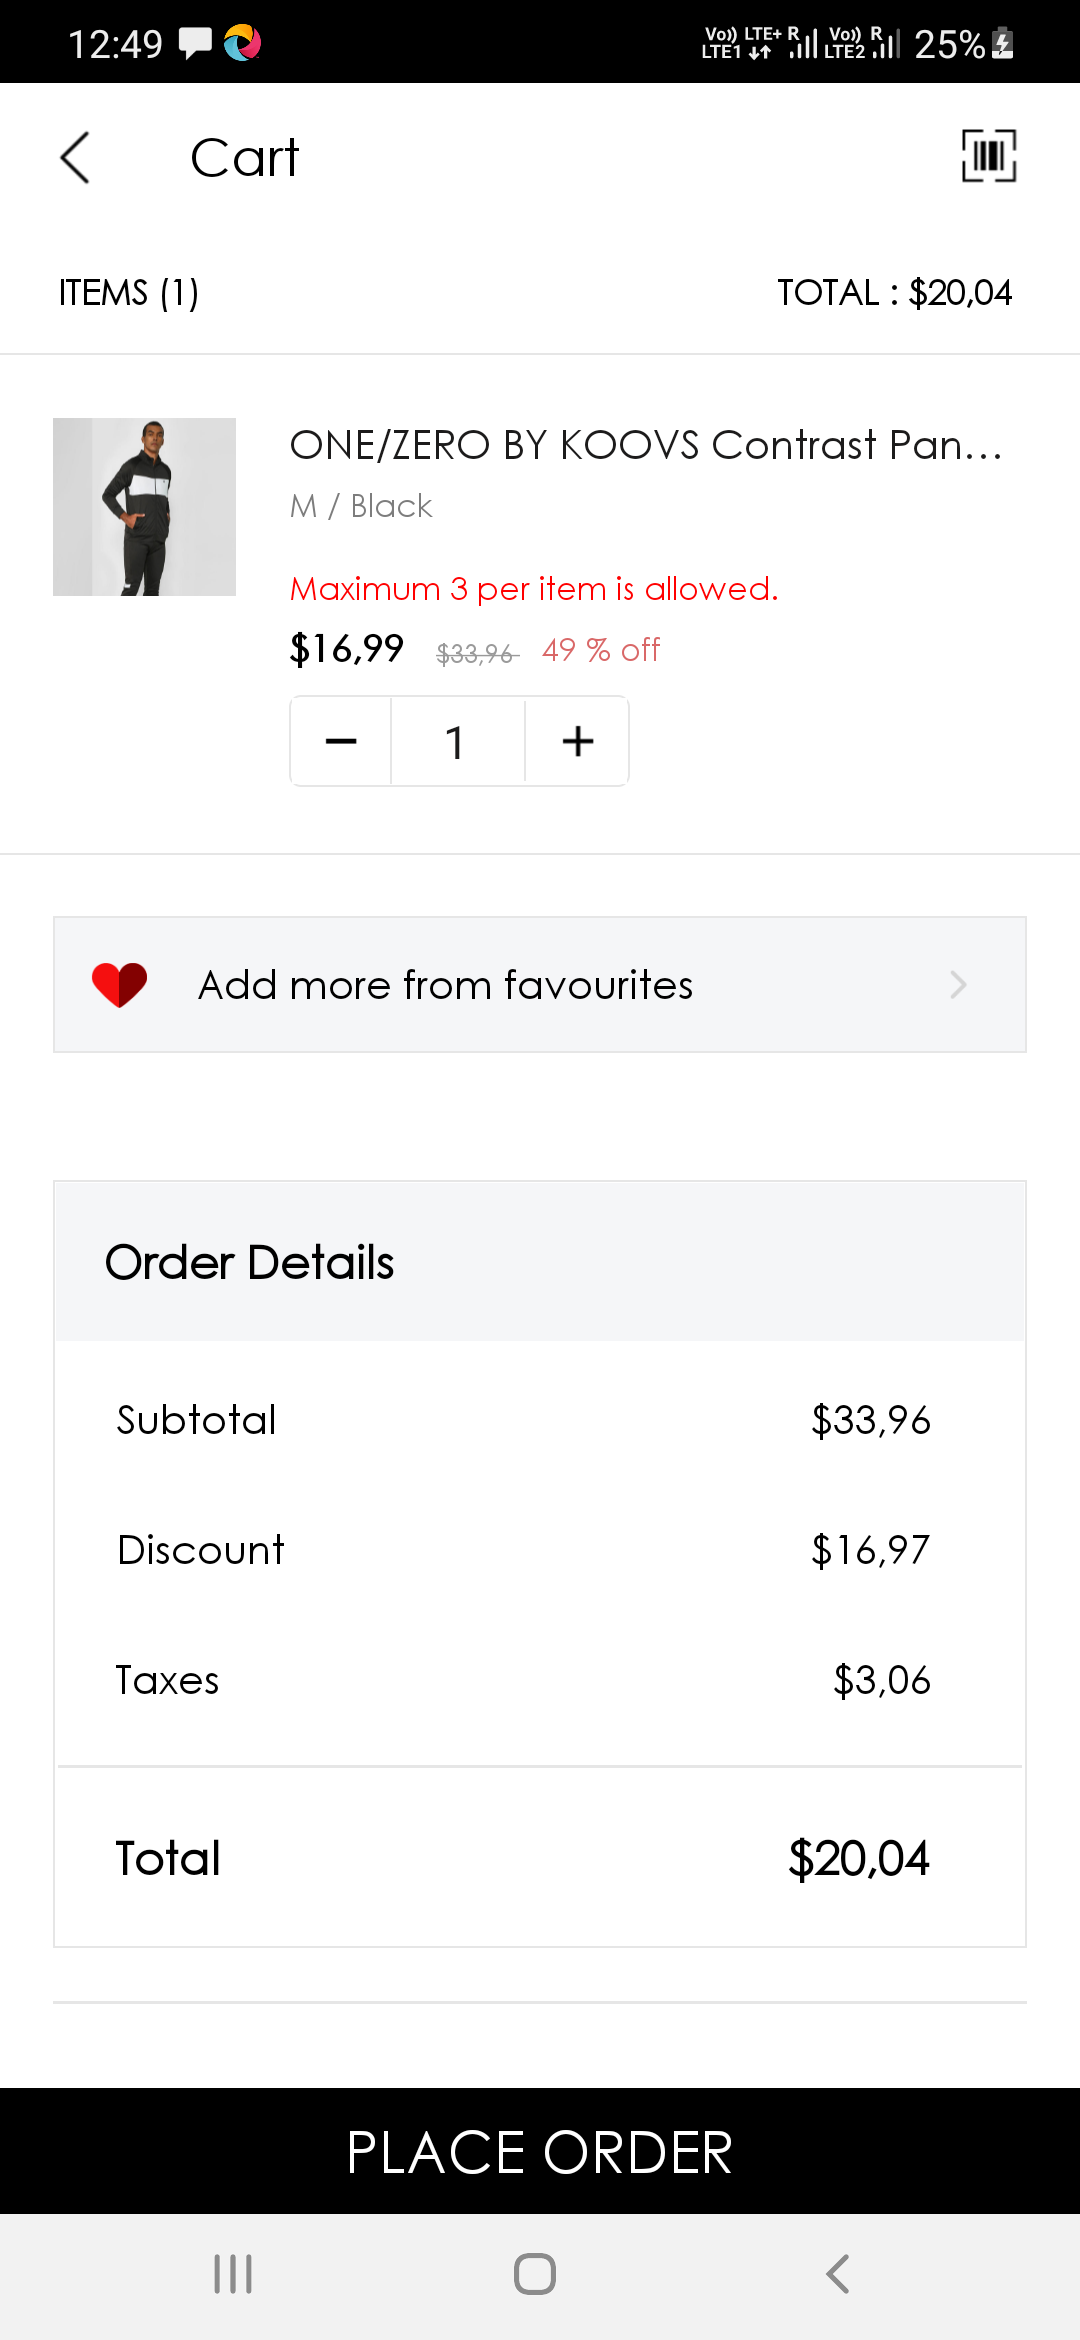 12:49
Vo)) LTE+ R Vo)) R
LTE1 LTE2 25%
Cart
ITEMS (1) TOTAL : $20,04
ONE/ZERO BY KOOVS Contrast Pan...
M / Black
Maximum 3 per item is allowed.
$16,99 $33,96 49 % off
1
Add more from favourites
Order Details
Subtotal $33,96
Discount $16,97
Taxes $3,06
Total $20,04
PLACE ORDER